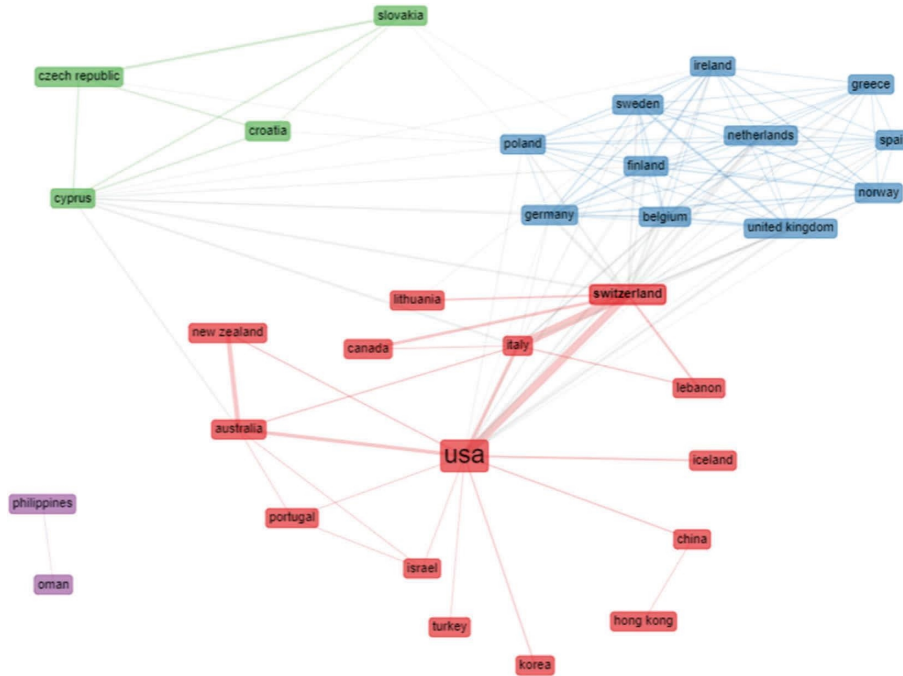 slovakia
czech republic
ireland
greece
sweden
croatia
netherlands
poland
spai
finland
cyprus
norway
germany
belgium
united kingdom
switzerland
lithuania
new zealand
canada
italy
lebanon
australia
usa
iceland
philippines
portugal
china
israel
oman
hong kong
turkey
korea